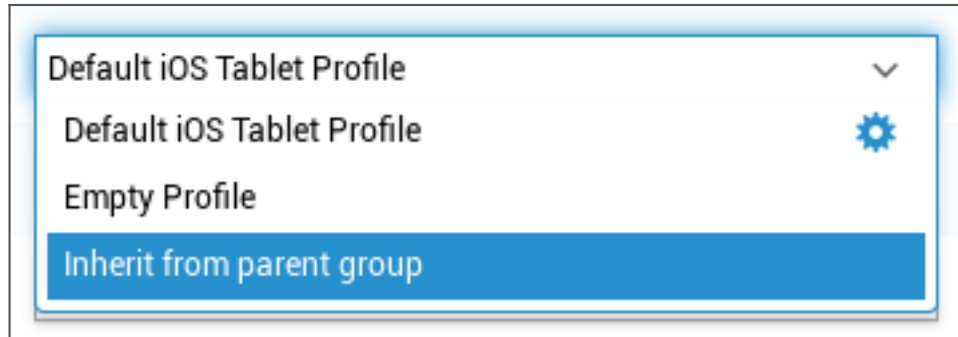 Default iOS Tablet Profile
Default iOS Tablet Profile
Empty Profile
Inherit from parent group